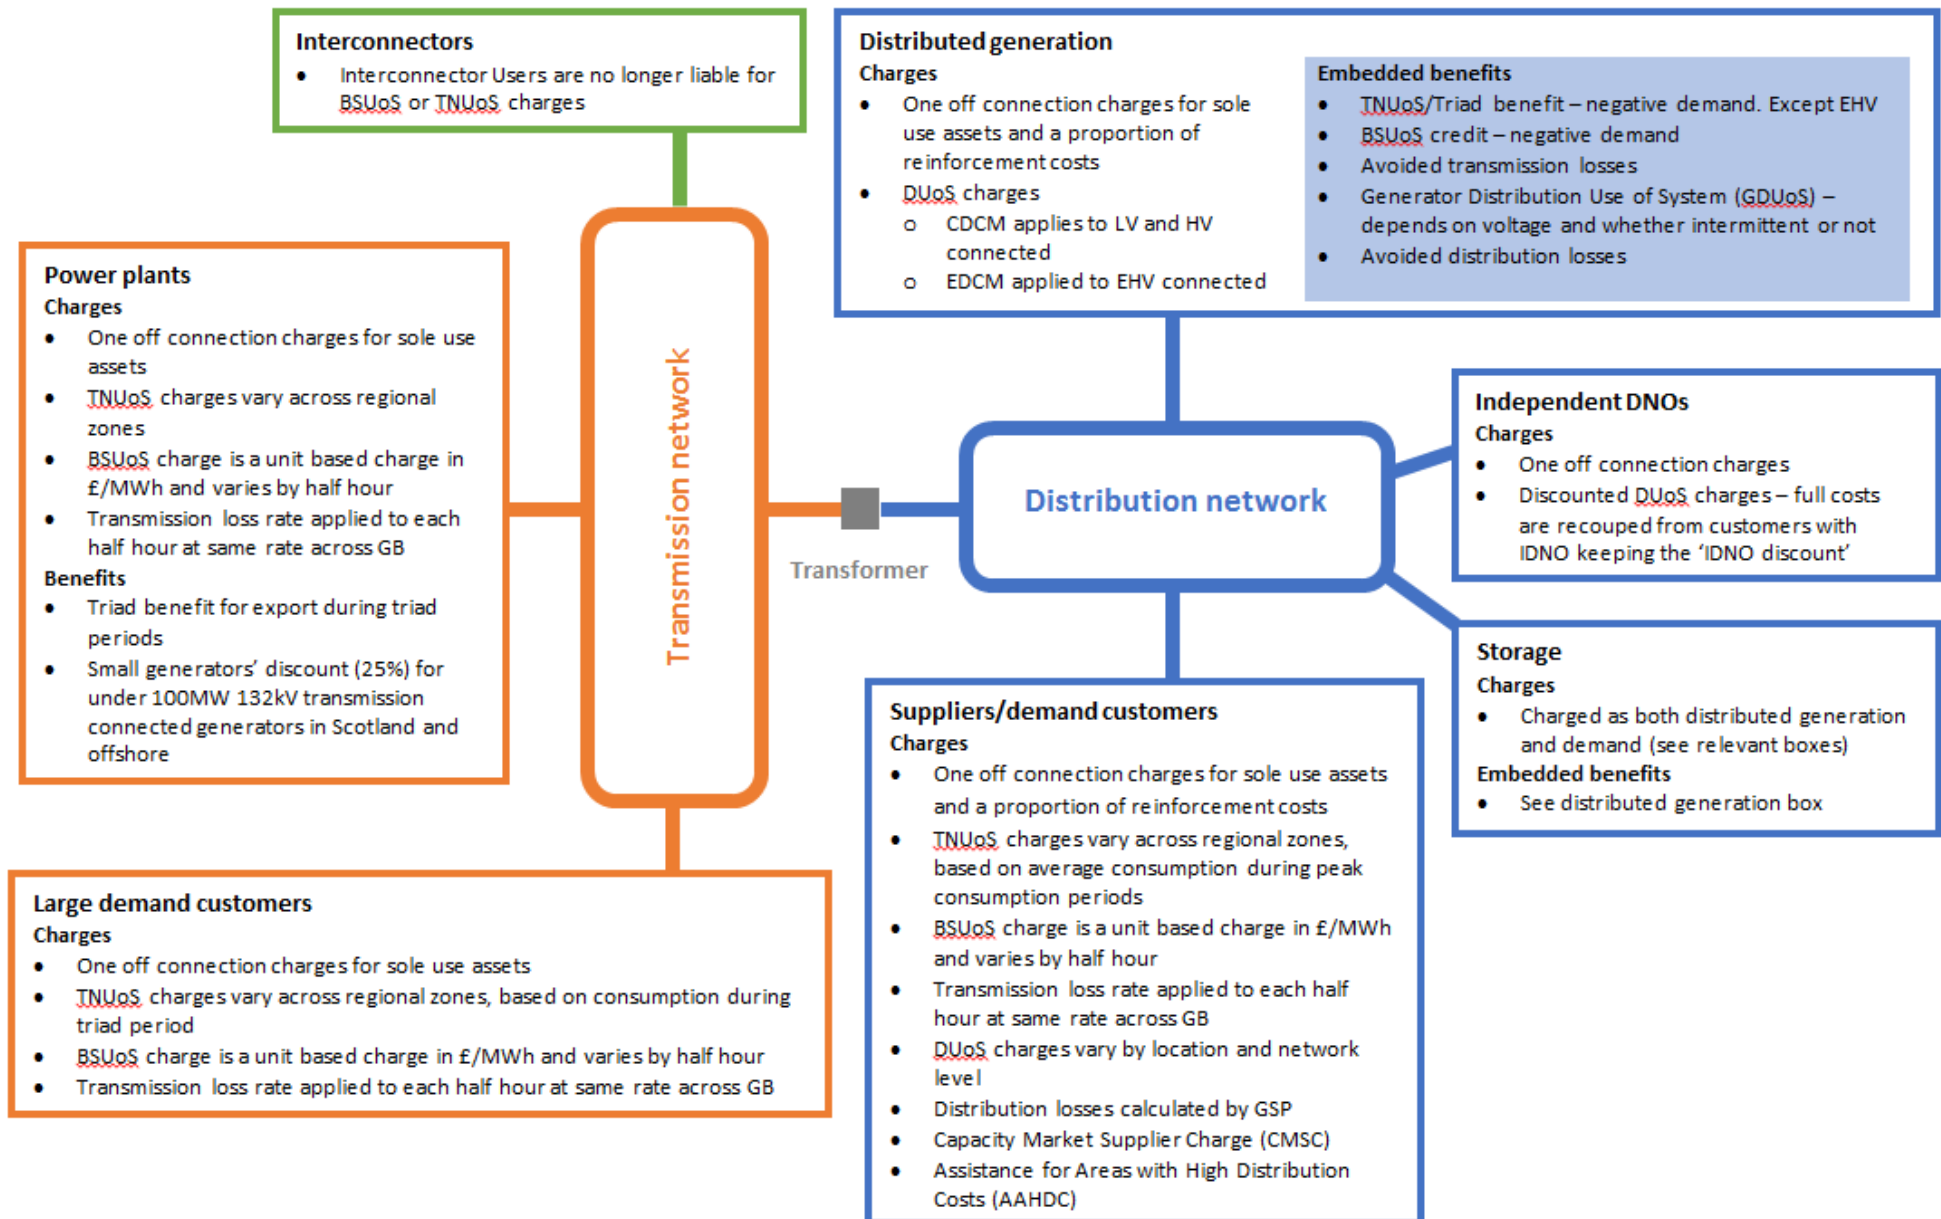 Interconnectors
• Interconnector Users are no longer liable for
BSUoS or TNUoS charges
Distributed generation
Charges
• One off connection charges for sole
use assets and a proportion of
reinforcement costs
• DUoS charges
o CDCM applies to LV and HV
connected
o EDCM applied to EHV connected
Embedded benefits
• TNUoS/Triad benefit – negative demand. Except EHV
• BSUoS credit – negative demand
• Avoided transmission losses
• Generator Distribution Use of System (GDUoS) –
depends on voltage and whether intermittent or not
• Avoided distribution losses
Power plants
Charges
• One off connection charges for sole use
assets
• TNUoS charges vary across regional
zones
• BSUoS charge is a unit based charge in
£/MWh and varies by half hour
• Transmission loss rate applied to each
half hour at same rate across GB
Benefits
• Triad benefit for export during triad
periods
• Small generators’ discount (25%) for
under 100MW 132kV transmission
connected generators in Scotland and
offshore
Transmission network
Transformer
Distribution network
Independent DNOs
Charges
• One off connection charges
• Discounted DUoS charges – full costs
are recouped from customers with
IDNO keeping the ‘IDNO discount’
Storage
Charges
• Charged as both distributed generation
and demand (see relevant boxes)
Embedded benefits
• See distributed generation box
Suppliers/demand customers
Charges
• One off connection charges for sole use assets
and a proportion of reinforcement costs
• TNUoS charges vary across regional zones,
based on average consumption during peak
consumption periods
• BSUoS charge is a unit based charge in £/MWh
and varies by half hour
• Transmission loss rate applied to each half
hour at same rate across GB
• DUoS charges vary by location and network
level
• Distribution losses calculated by GSP
• Capacity Market Supplier Charge (CMSC)
• Assistance for Areas with High Distribution
Costs (AAHDC)
Large demand customers
Charges
• One off connection charges for sole use assets
• TNUoS charges vary across regional zones, based on consumption during
triad period
• BSUoS charge is a unit based charge in £/MWh and varies by half hour
• Transmission loss rate applied to each half hour at same rate across GB